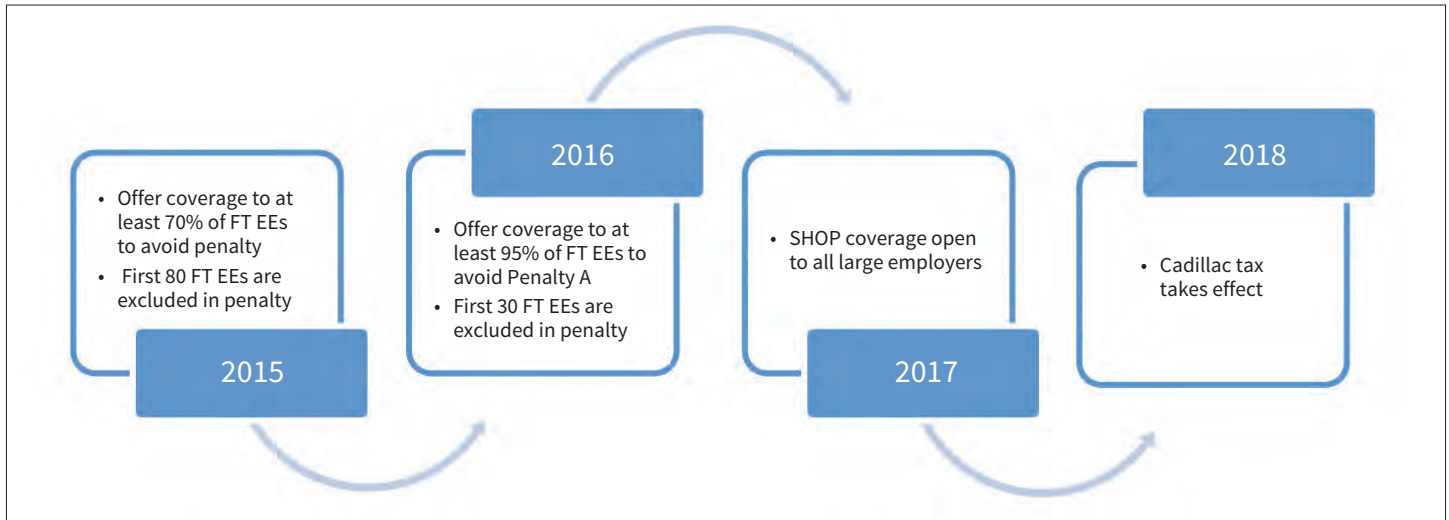 2015
• Offer coverage to at
least 70% of FT EEs
to avoid penalty
• First 80 FT EEs are
excluded in penalty
2016
• Offer coverage to at
least 95% of FT EEs to
avoid Penalty A
• First 30 FT EEs are
excluded in penalty
2017
• SHOP coverage open
to all large employers
2018
• Cadillac tax
takes effect